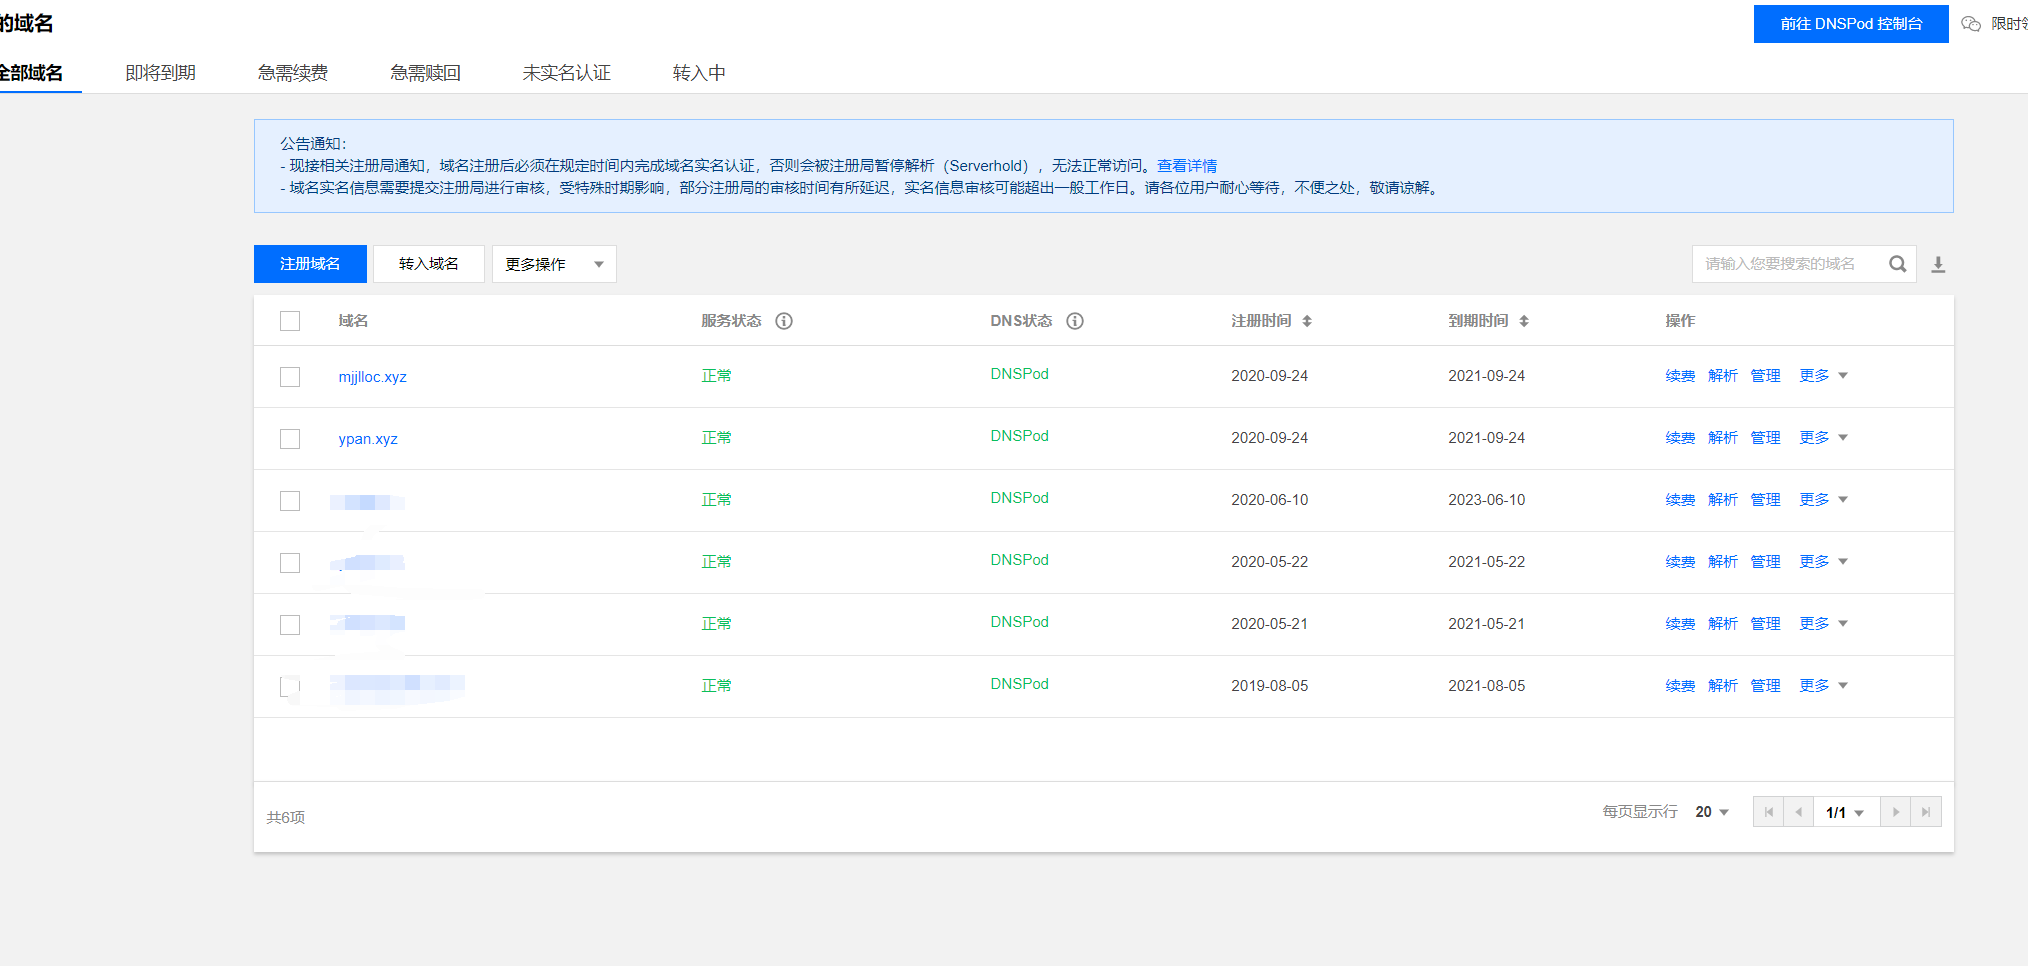 的域名
前往 DNSPod 控制台
限时
全部域名 即将到期 急需续费 急需赎回 未实名认证 转入中
公告通知：
- 现接相关注册局通知，域名注册后必须在规定时间内完成域名实名认证，否则会被注册局暂停解析（Serverhold），无法正常访问。查看详情
- 域名实名信息需要提交注册局进行审核，受特殊时期影响，部分注册局的审核时间有所延迟，实名信息审核可能超出一般工作日。请各位用户耐心等待，不便之处，敬请谅解。
注册域名 转入域名 更多操作 请输入您要搜索的域名
域名 服务状态 DNS状态 注册时间 到期时间 操作
mjjlloc.xyz 正常 DNSPod 2020-09-24 2021-09-24 续费 解析 管理 更多
ypan.xyz 正常 DNSPod 2020-09-24 2021-09-24 续费 解析 管理 更多
正常 DNSPod 2020-06-10 2023-06-10 续费 解析 管理 更多
正常 DNSPod 2020-05-22 2021-05-22 续费 解析 管理 更多
正常 DNSPod 2020-05-21 2021-05-21 续费 解析 管理 更多
正常 DNSPod 2019-08-05 2021-08-05 续费 解析 管理 更多
共6项 每页显示行 20 1/1